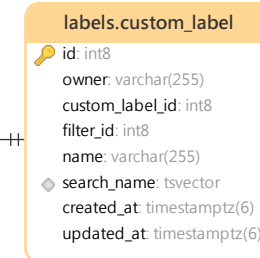 labels.custom_label
id: int8
owner: varchar(255)
custom_label_id: int8
filter_id: int8
name: varchar(255)
search_name: tsvector
created_at: timestamptz(6)
updated_at: timestamptz(6)